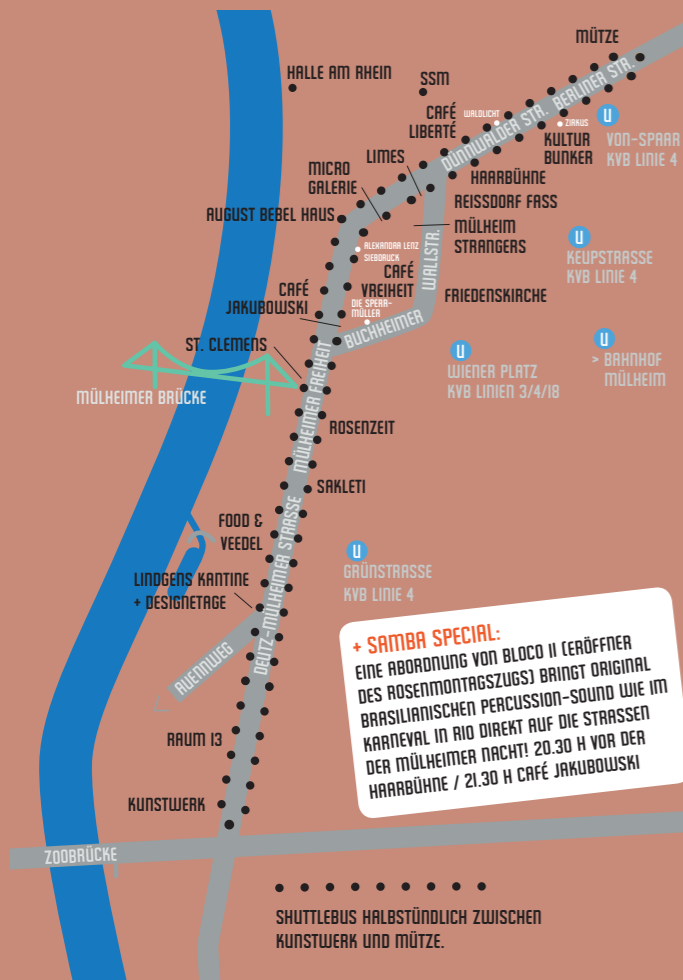 MÜTZE
HALLE AM RHEIN
SSM
BERLINER STR.
DÜNNWALDER STR.
CAFÉ
LIBERTÉ
WALDLICHT
ZIRKUS
U
VON-SPARR
KVB LINIE 4
KULTUR
BUNKER
LIMES
MICRO
GALERIE
HAARBÜHNE
REISSDORF FASS
AUGUST BEBEL HAUS
MÜLHEIM
STRANGERS
WALLSTR.
U
KEUPSTRASSE
KVB LINIE 4
ALEXANDRA LENZ
SIEBDRUCK
CAFÉ
VREIHEIT
CAFÉ
JAKUBOWSKI
DIE SPERR-
MÜLLER
FRIEDENSKIRCHE
BUCHHEIMER
ST. CLEMENS
U
WIENER PLATZ
KVB LINIEN 3/4/18
U
> BAHNHOF
MÜLHEIM
MÜLHEIMER BRÜCKE
MÜLHEIMER FREIHEIT
ROSENZEIT
SAKLETI
FOOD &
VEEDEL
DEUTZ-MÜLHEIMER STRASSE
U
GRÜNSTRASSE
KVB LINIE 4
LINDGENS KANTINE
+ DESIGNETAGE
AUENWEG
+ SAMBA SPECIAL:
EINE ABORDNUNG VON BLOCO II (ERÖFFNER
DES ROSENMONTAGSZUGS) BRINGT ORIGINAL
BRASILIANISCHEN PERCUSSION-SOUND WIE IM
KARNEVAL IN RIO DIREKT AUF DIE STRASSEN
DER MÜLHEIMER NACHT! 20.30 H VOR DER
HAARBÜHNE / 21.30 H CAFÉ JAKUBOWSKI
RAUM 13
KUNSTWERK
ZOOBRÜCKE
SHUTTLEBUS HALBSTÜNDLICH ZWISCHEN
KUNSTWERK UND MÜTZE.